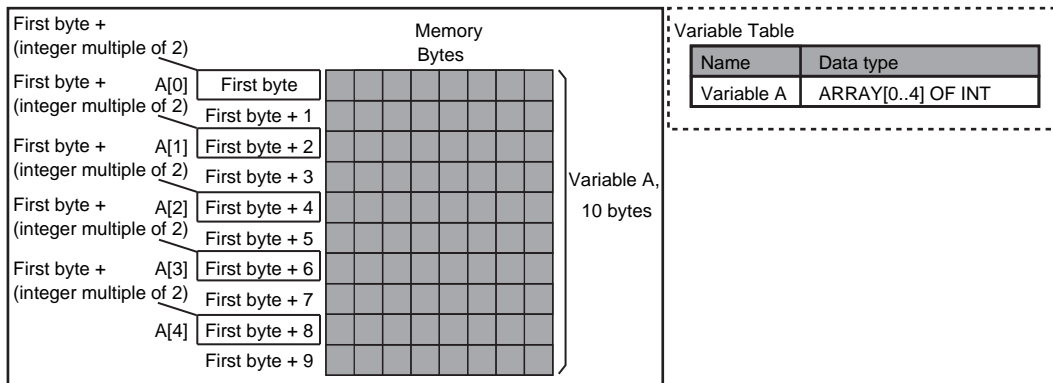 First byte +
(integer multiple of 2)
First byte +
(integer multiple of 2)
First byte +
(integer multiple of 2)
First byte +
(integer multiple of 2)
First byte +
(integer multiple of 2)
A[0]
A[1]
A[2]
A[3]
A[4]
First byte
First byte + 1
First byte + 2
First byte + 3
First byte + 4
First byte + 5
First byte + 6
First byte + 7
First byte + 8
First byte + 9
Memory
Bytes
Variable A,
10 bytes
Variable Table
Name Data type
Variable A ARRAY[0..4] OF INT